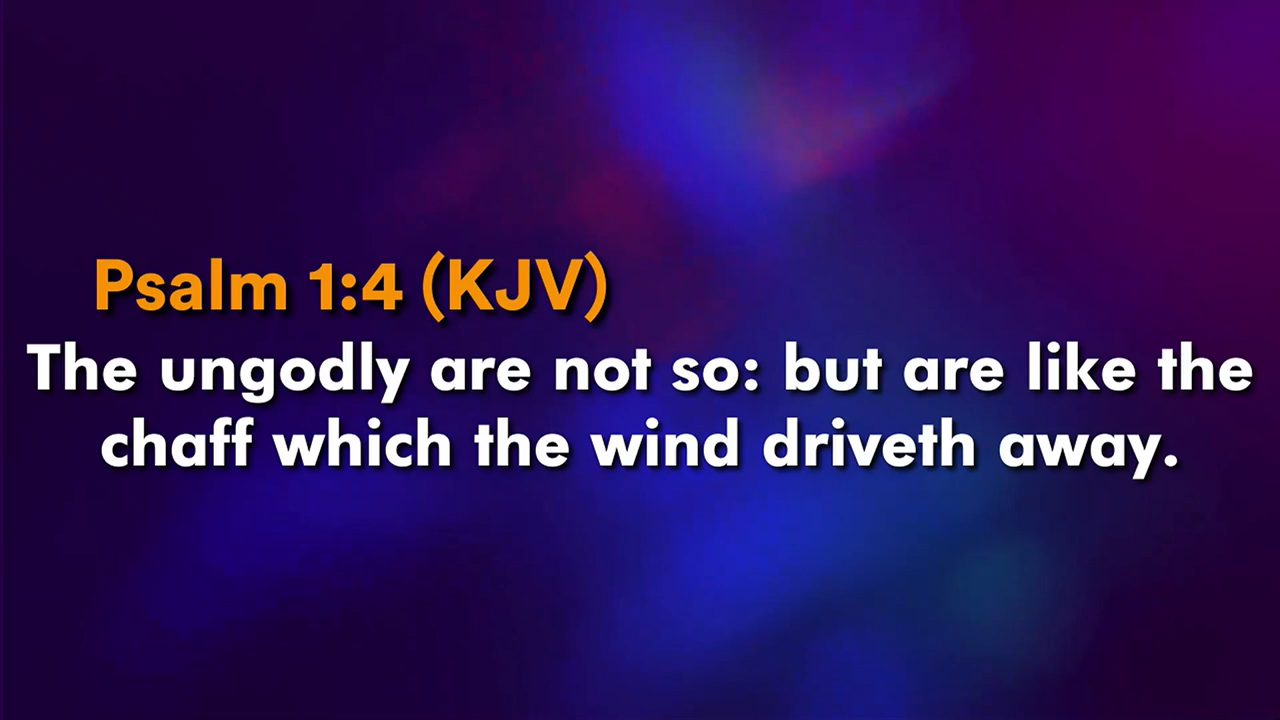 Psalm 1:4 (KJV)
The ungodly are not so: but are like the
chaff which the wind driveth away.